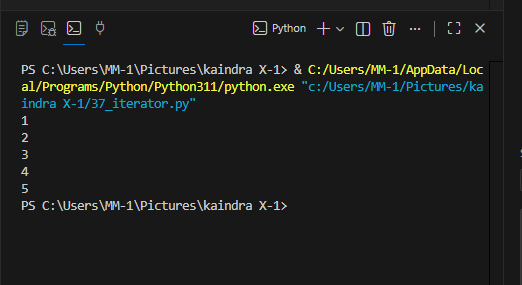 Python
PS C:\Users\MM-1\Pictures\kaindra X-1> & C:/Users/MM-1/AppData/Loc
al/Programs/Python/Python311/python.exe "c:/Users/MM-1/Pictures/ka
indra X-1/37_iterator.py"
1
2
3
4
5
PS C:\Users\MM-1\Pictures\kaindra X-1>